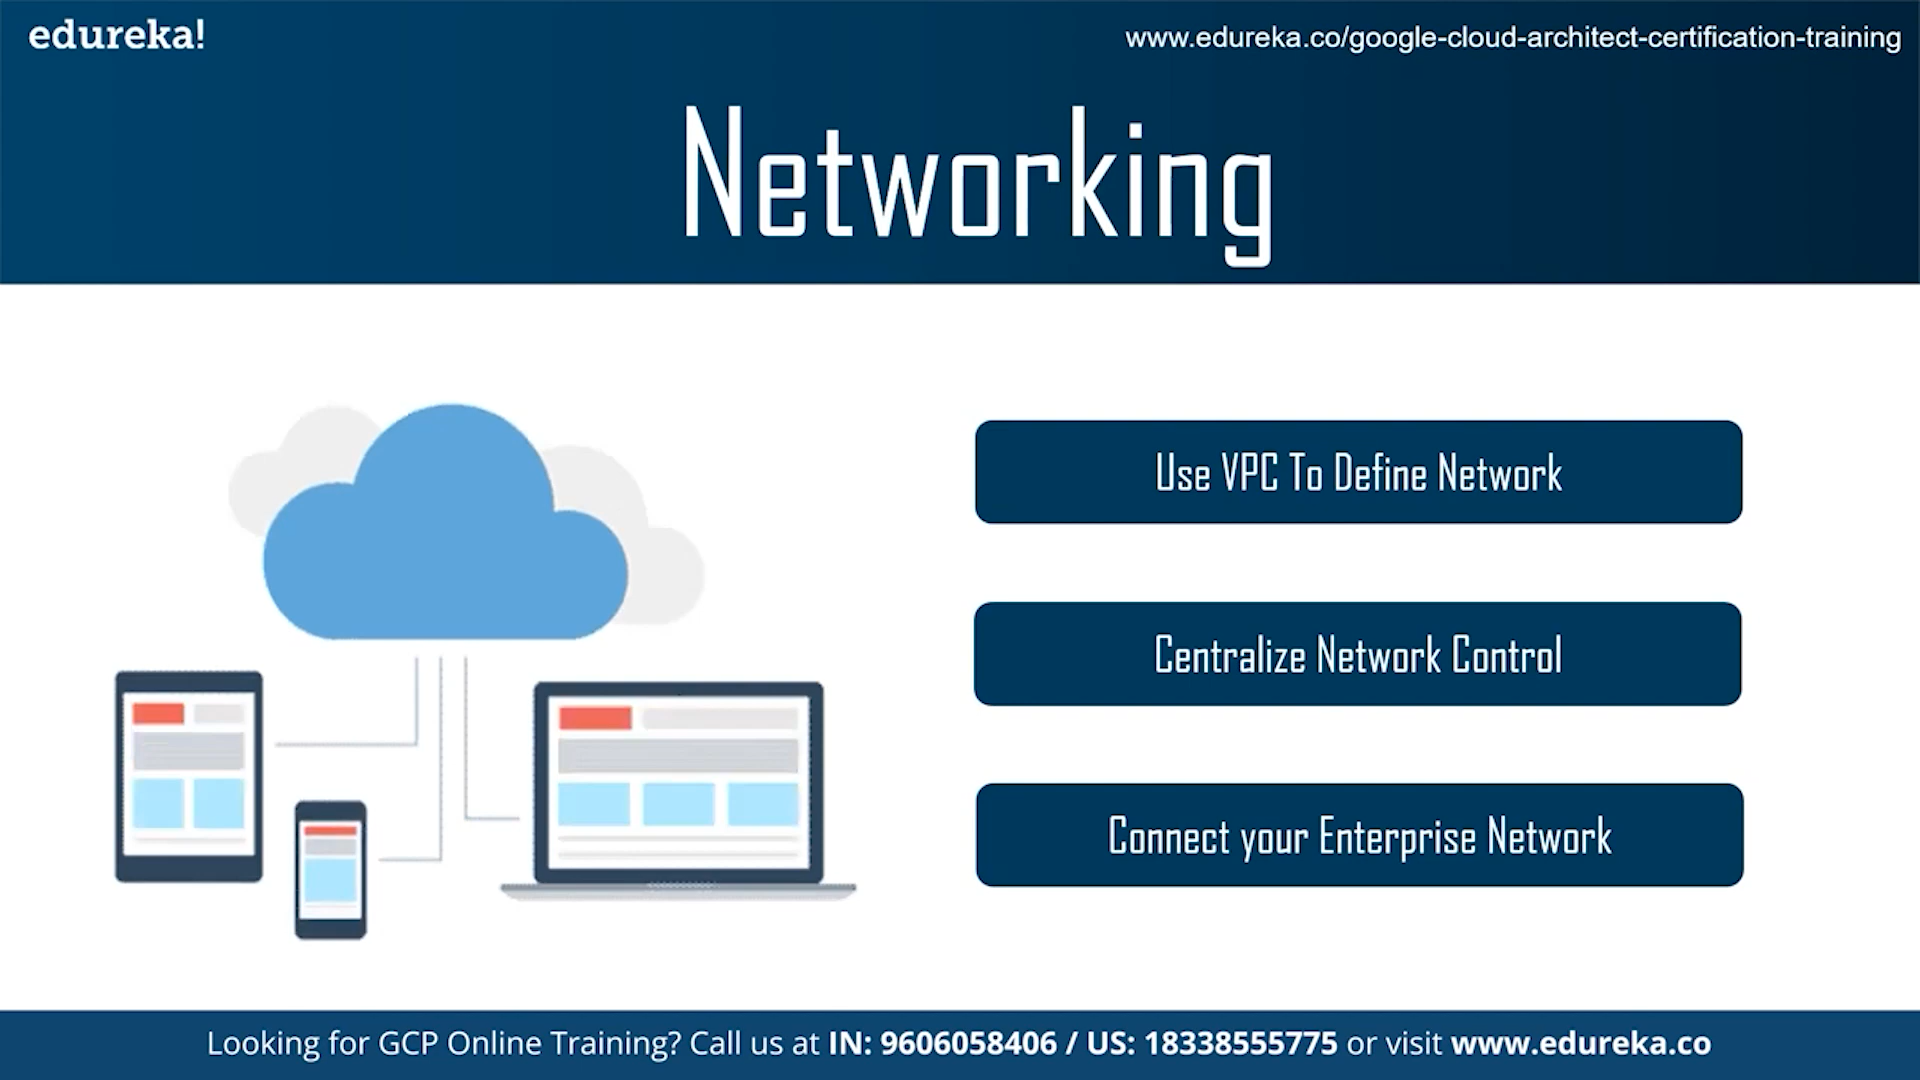 edureka!
www.edureka.co/google-cloud-architect-certification-training
Networking
Use VPC To Define Network
Centralize Network Control
Connect your Enterprise Network
Looking for GCP Online Training? Call us at IN: 9606058406 / US: 18338555775 or visit www.edureka.co